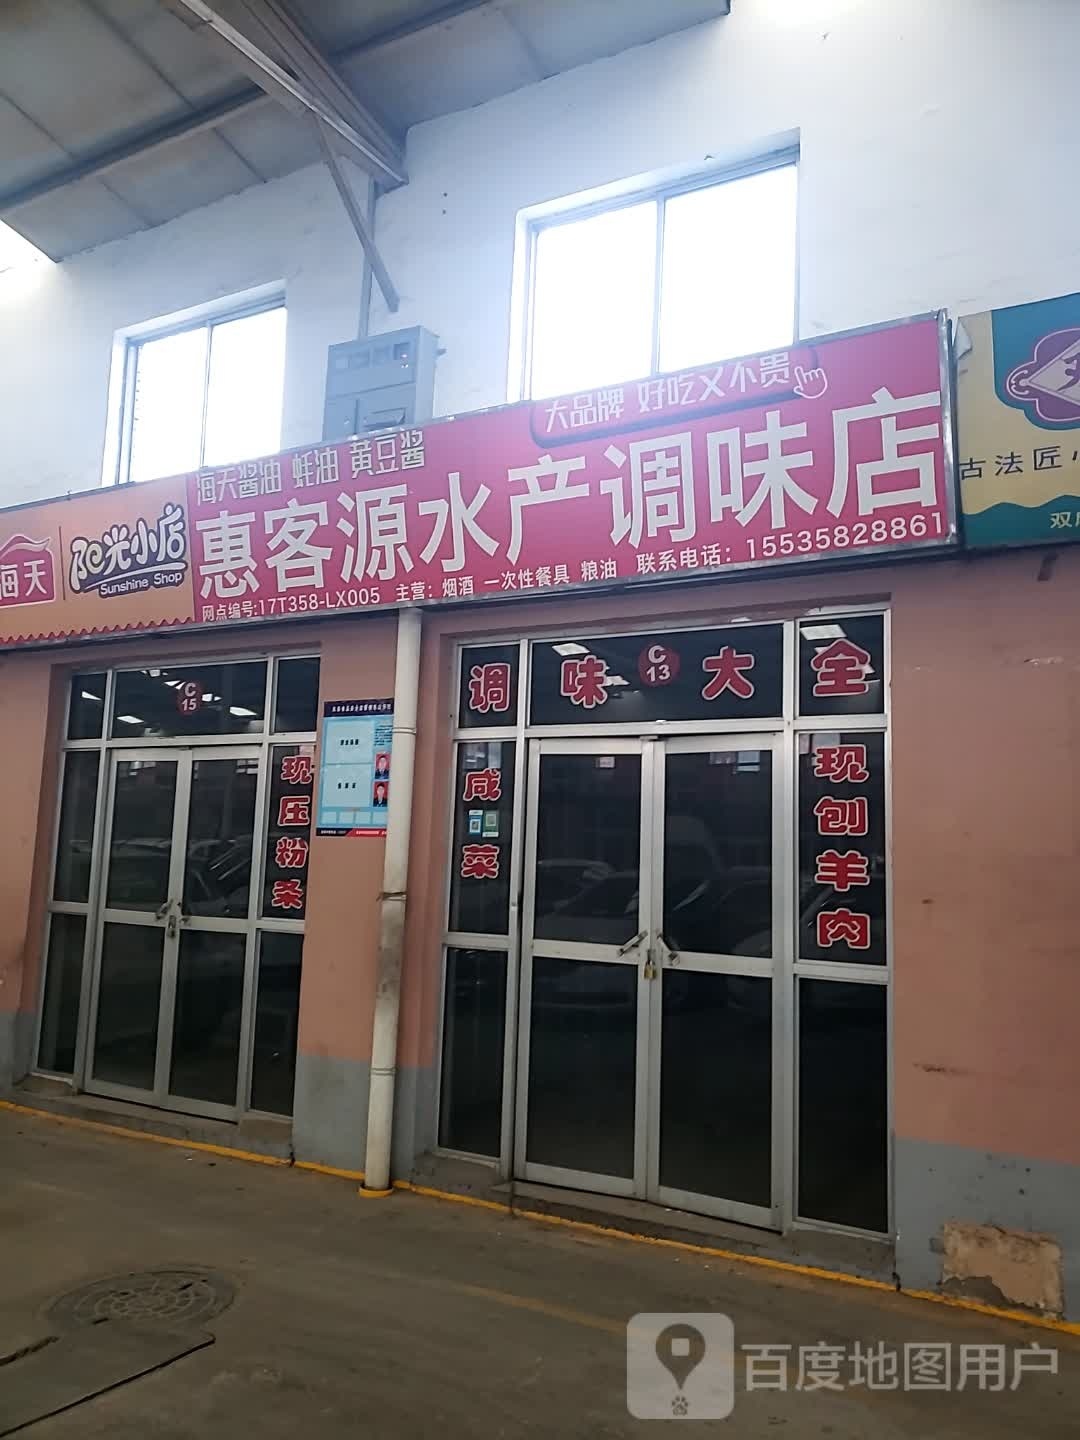 大品牌 好吃又不贵
海天酱油 蚝油 黄豆酱
惠客源水产调味店
海天
阳光小店
Sunshine Shop
网点编号:17T358-LX005 主营：烟酒 一次性餐具 粮油 联系电话：15535828861
古法匠
双
C
15
现压粉条
C
13
调味大全
咸菜
现刨羊肉
百度地图用户